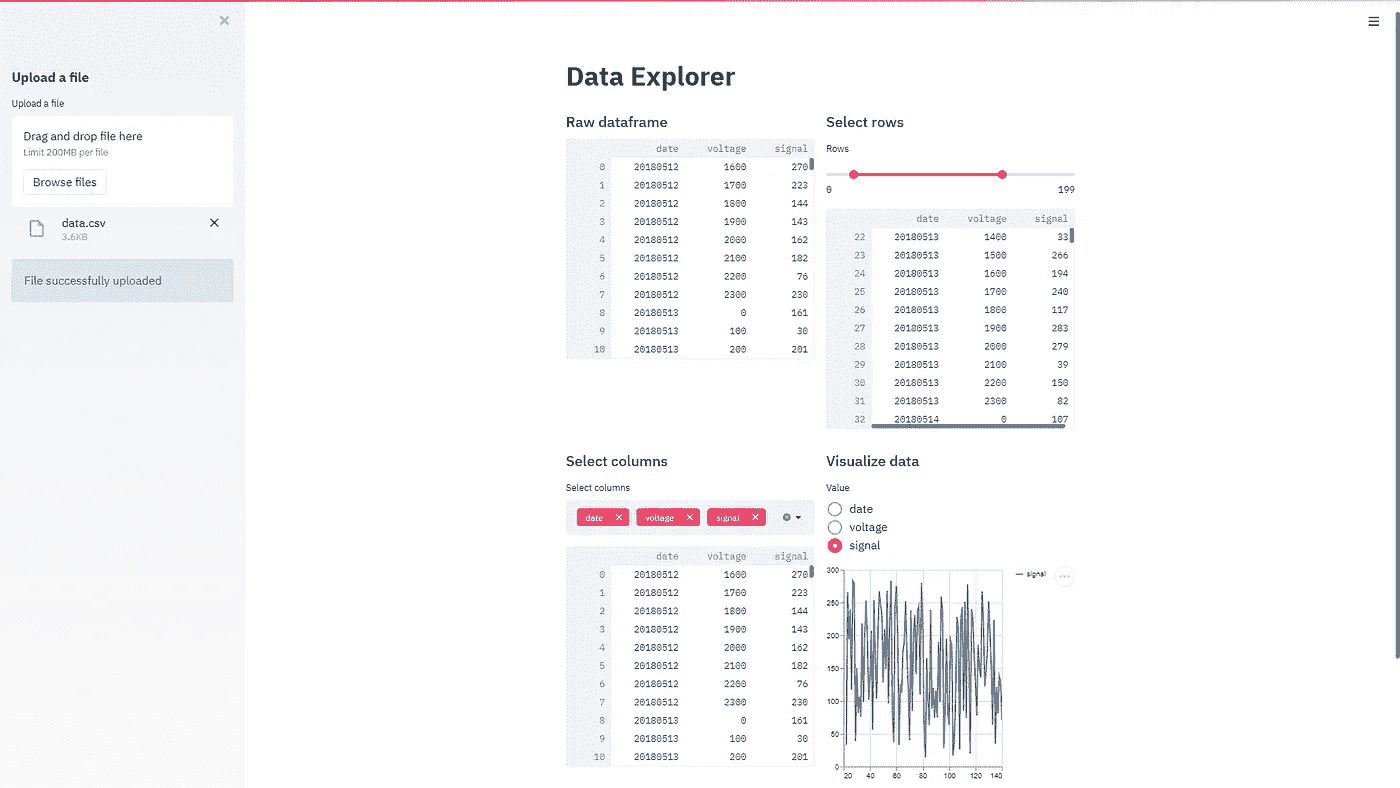 Upload a file
Upload a file
Drag and drop file here
Limit 200MB per file
Browse files
data.csv
3.6KB
File successfully uploaded
Data Explorer
Raw dataframe
date voltage signal
0 20180512 1600 270
1 20180512 1700 223
2 20180512 1800 144
3 20180512 1900 143
4 20180512 2000 162
5 20180512 2100 182
6 20180512 2200 76
7 20180512 2300 230
8 20180513 0 161
9 20180513 100 30
10 20180513 200 201
Select rows
Rows
0 199
date voltage signal
22 20180513 1400 33
23 20180513 1500 266
24 20180513 1600 194
25 20180513 1700 240
26 20180513 1800 117
27 20180513 1900 283
28 20180513 2000 279
29 20180513 2100 39
30 20180513 2200 150
31 20180513 2300 82
32 20180514 0 107
Select columns
Select columns
date voltage signal
date voltage signal
0 20180512 1600 270
1 20180512 1700 223
2 20180512 1800 144
3 20180512 1900 143
4 20180512 2000 162
5 20180512 2100 182
6 20180512 2200 76
7 20180512 2300 230
8 20180513 0 161
9 20180513 100 30
10 20180513 200 201
Visualize data
Value
date
voltage
signal
signal
300
250
200
150
100
50
0
20 40 60 80 100 120 140